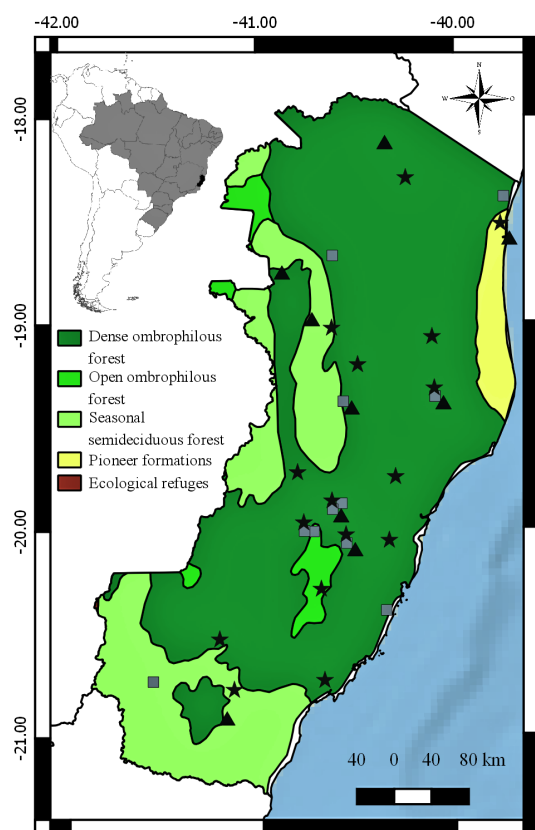 -42.00 -41.00 -40.00
-18.00
N
W O
S
-19.00
Dense ombrophilous
forest
Open ombrophilous
forest
Seasonal
semideciduous forest
Pioneer formations
Ecological refuges
-20.00
-21.00
40 0 40 80 km